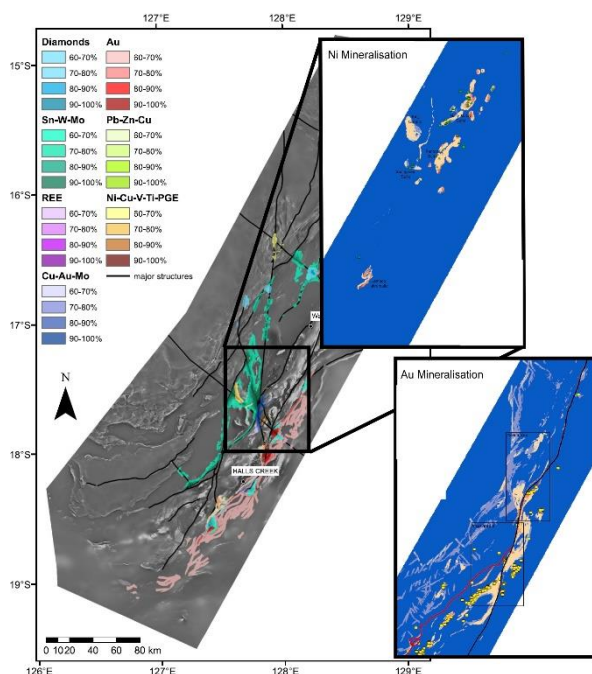 127°E
128°E
129°E
15°S
16°S
17°S
18°S
19°S
Diamonds
60-70%
70-80%
80-90%
90-100%
Au
60-70%
70-80%
80-90%
90-100%
Sn-W-Mo
60-70%
70-80%
80-90%
90-100%
Pb-Zn-Cu
60-70%
70-80%
80-90%
90-100%
REE
60-70%
70-80%
80-90%
90-100%
Ni-Cu-V-Ti-PGE
60-70%
70-80%
80-90%
90-100%
Cu-Au-Mo
60-70%
70-80%
80-90%
90-100%
major structures
Ni Mineralisation
Au Mineralisation
N
HALLS CREEK
0 10 20 40 60 80 km
126°E
127°E
128°E
129°E